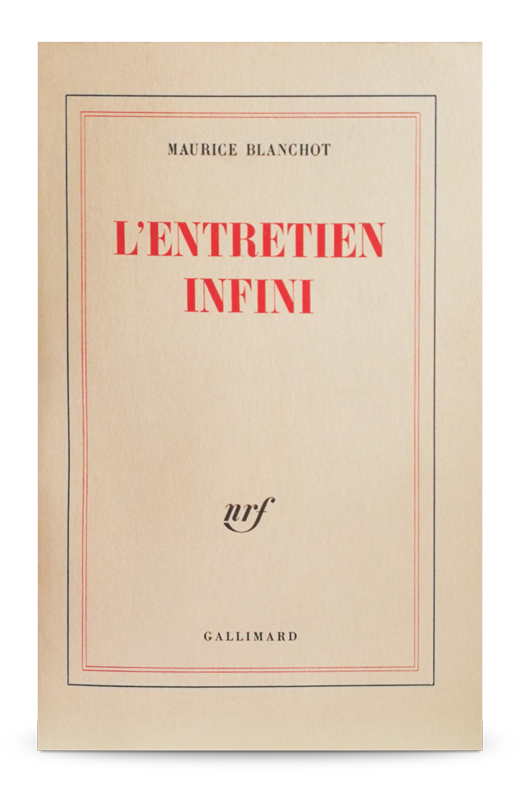 MAURICE BLANCHOT
L'ENTRETIEN
INFINI
nrf
GALLIMARD